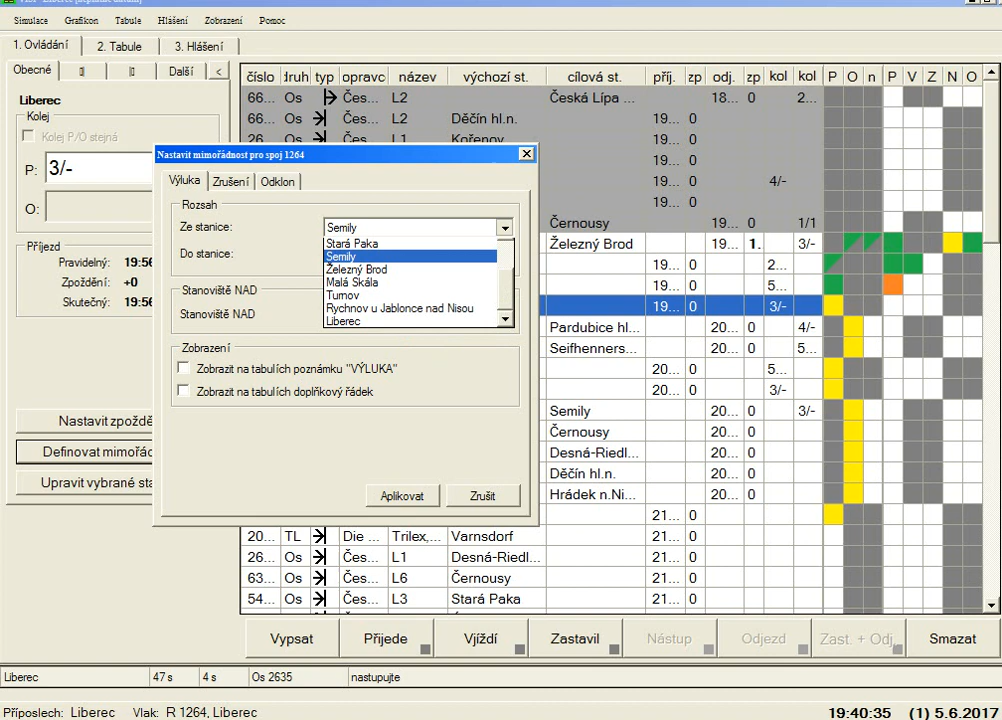 Simulace Grafikon Tabule Hlášení Zobrazení Pomoc
1. Ovládání 2. Tabule 3. Hlášení
Obecné Další <
Liberec
Kolej
Kolej P/O stejná
P: 3/-
O:
Příjezd
Pravidelný: 19:56
Zpoždění: +0
Skutečný: 19:56
Nastavit zpoždě
Definovat mimořád
Upravit vybrané sta
číslo druh typ opravc název výchozí st. cílová st. příj. zp odj. zp kol kol P O n P V Z N O
66... Os Čes... L2 Česká Lípa ... 18... 0 2...
66... Os Čes... L2 Děčín hl.n. 19... 0
26... Os Čes... L1 Kořenov 19... 0
19... 0
19... 0 4/-
19... 0
Černousy 19... 0 1/1
Železný Brod 19... 1. 3/-
19... 0 2...
19... 0 5...
19... 0 3/-
Pardubice hl... 20... 0 4/-
Seifhenners... 20... 0 5...
20... 0 5...
20... 0 3/-
Semily 20... 0 3/-
Černousy 20... 0
Desná-Riedl... 20... 0
Děčín hl.n. 20... 0
Hrádek n.Ni... 20... 0
21... 0
20... TL Die ... Trilex,... Varnsdorf 21... 0
26... Os Čes... L1 Desná-Riedl... 21... 0
63... Os Čes... L6 Černousy 21... 0
54... Os Čes... L3 Stará Paka 21... 0
Nastavit mimořádnost pro spoj 1264
Výluka Zrušení Odklon
Rozsah
Ze stanice: Semily
Do stanice:
Stará Paka
Semily
Železný Brod
Malá Skála
Turnov
Rychnov u Jablonce nad Nisou
Liberec
Stanoviště NAD
Stanoviště NAD
Zobrazení
Zobrazit na tabulích poznámku "VÝLUKA"
Zobrazit na tabulích doplňkový řádek
Aplikovat Zrušit
Vypsat Přijede Vjíždí Zastavil Nástup Odjezd Zast. + Odj. Smazat
Liberec 47 s 4 s Os 2635 nastupujte
Příposlech: Liberec Vlak: R 1264, Liberec 19:40:35 (1) 5.6.2017